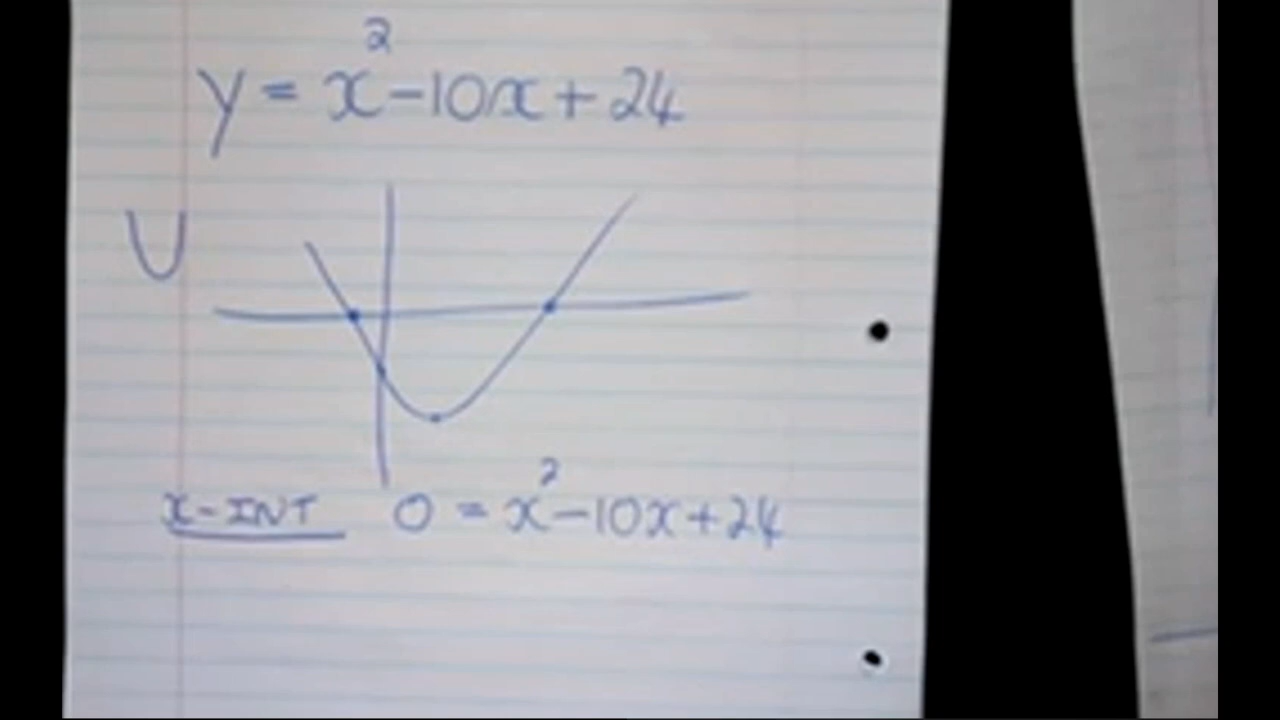 y = x² - 10x + 24
x-INT 0 = x² - 10x + 24